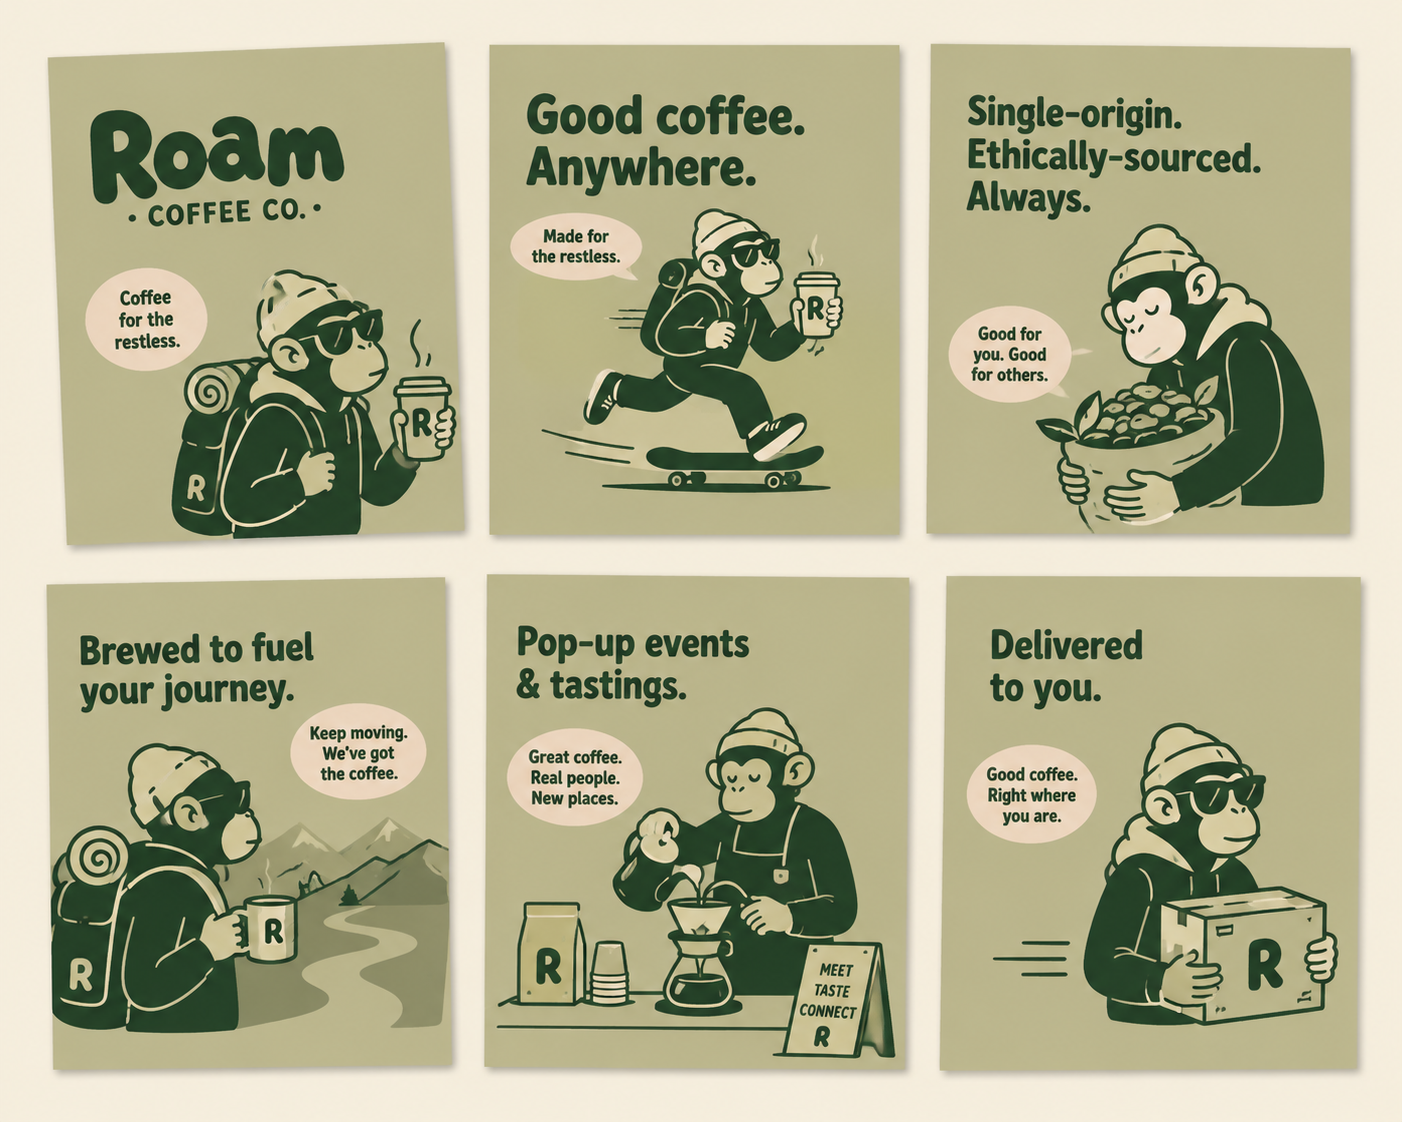 Roam
• COFFEE CO. •
Coffee
for the
restless.
R
R
Good coffee.
Anywhere.
Made for
the restless.
R
Single-origin.
Ethically-sourced.
Always.
Good for
you. Good
for others.
Brewed to fuel
your journey.
Keep moving.
We've got
the coffee.
R
R
Pop-up events
& tastings.
Great coffee.
Real people.
New places.
R
MEET
TASTE
CONNECT
R
Delivered
to you.
Good coffee.
Right where
you are.
R